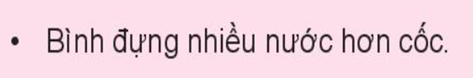 • Bình đựng nhiều nước hơn cốc.